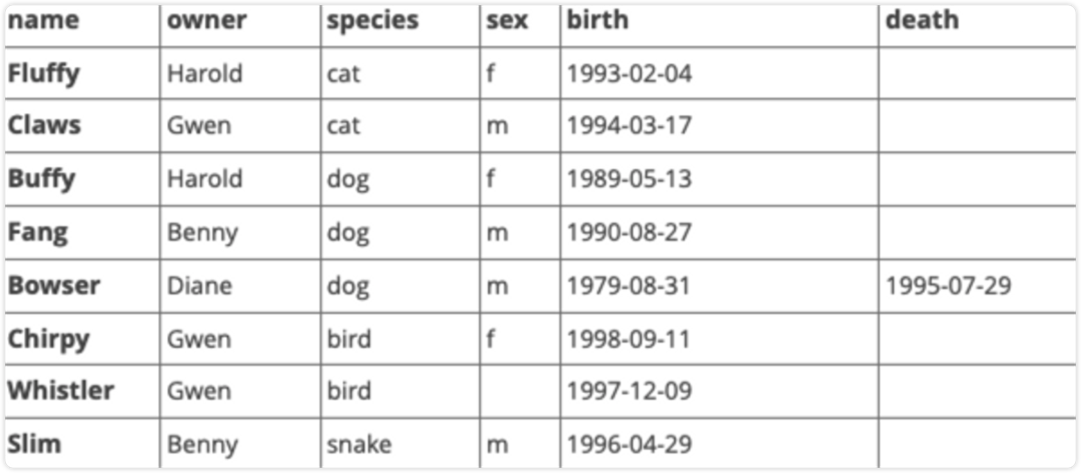 name owner species sex birth death
Fluffy Harold cat f 1993-02-04
Claws Gwen cat m 1994-03-17
Buffy Harold dog f 1989-05-13
Fang Benny dog m 1990-08-27
Bowser Diane dog m 1979-08-31 1995-07-29
Chirpy Gwen bird f 1998-09-11
Whistler Gwen bird 1997-12-09
Slim Benny snake m 1996-04-29